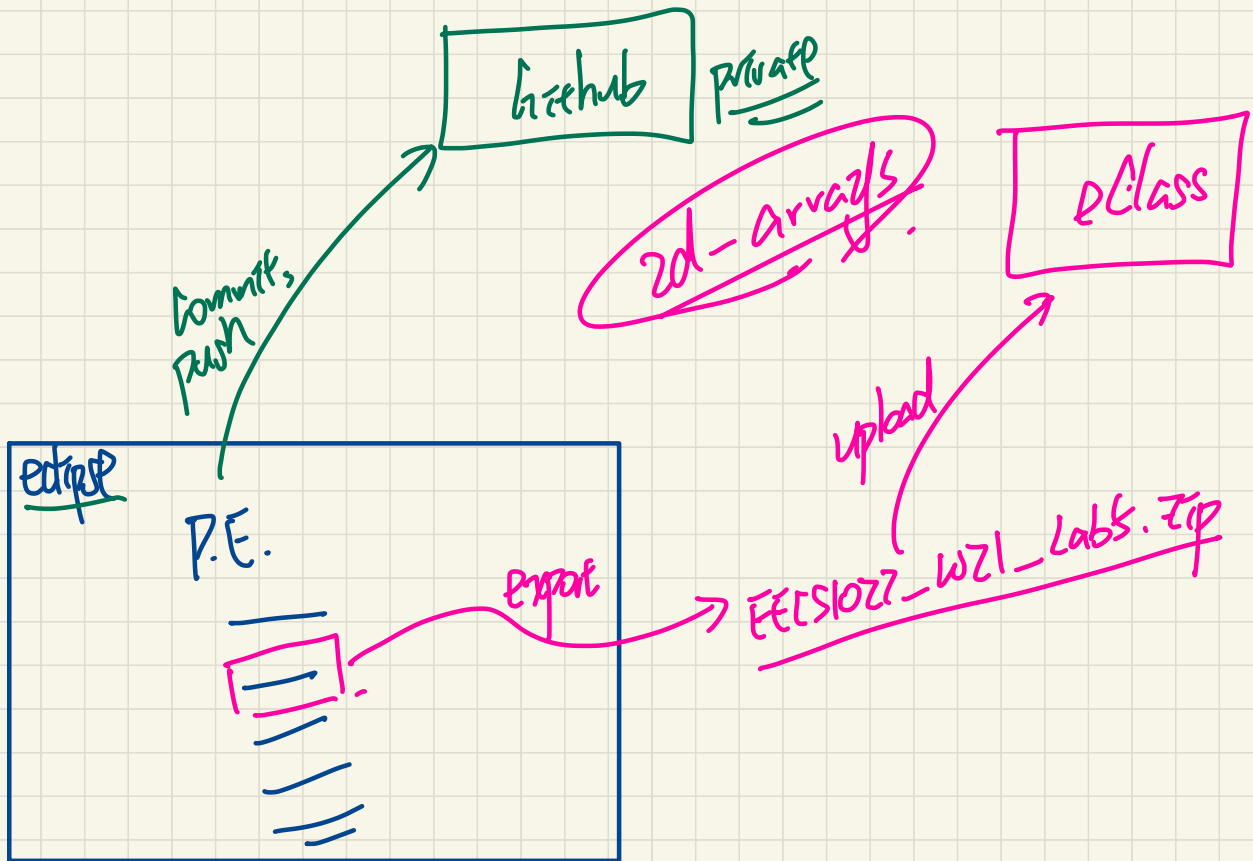 Github
private
2d-arrays.
eClass
Commit,
push
upload
eclipse
P.E.
export
EECS1022_W21_Labs.zip